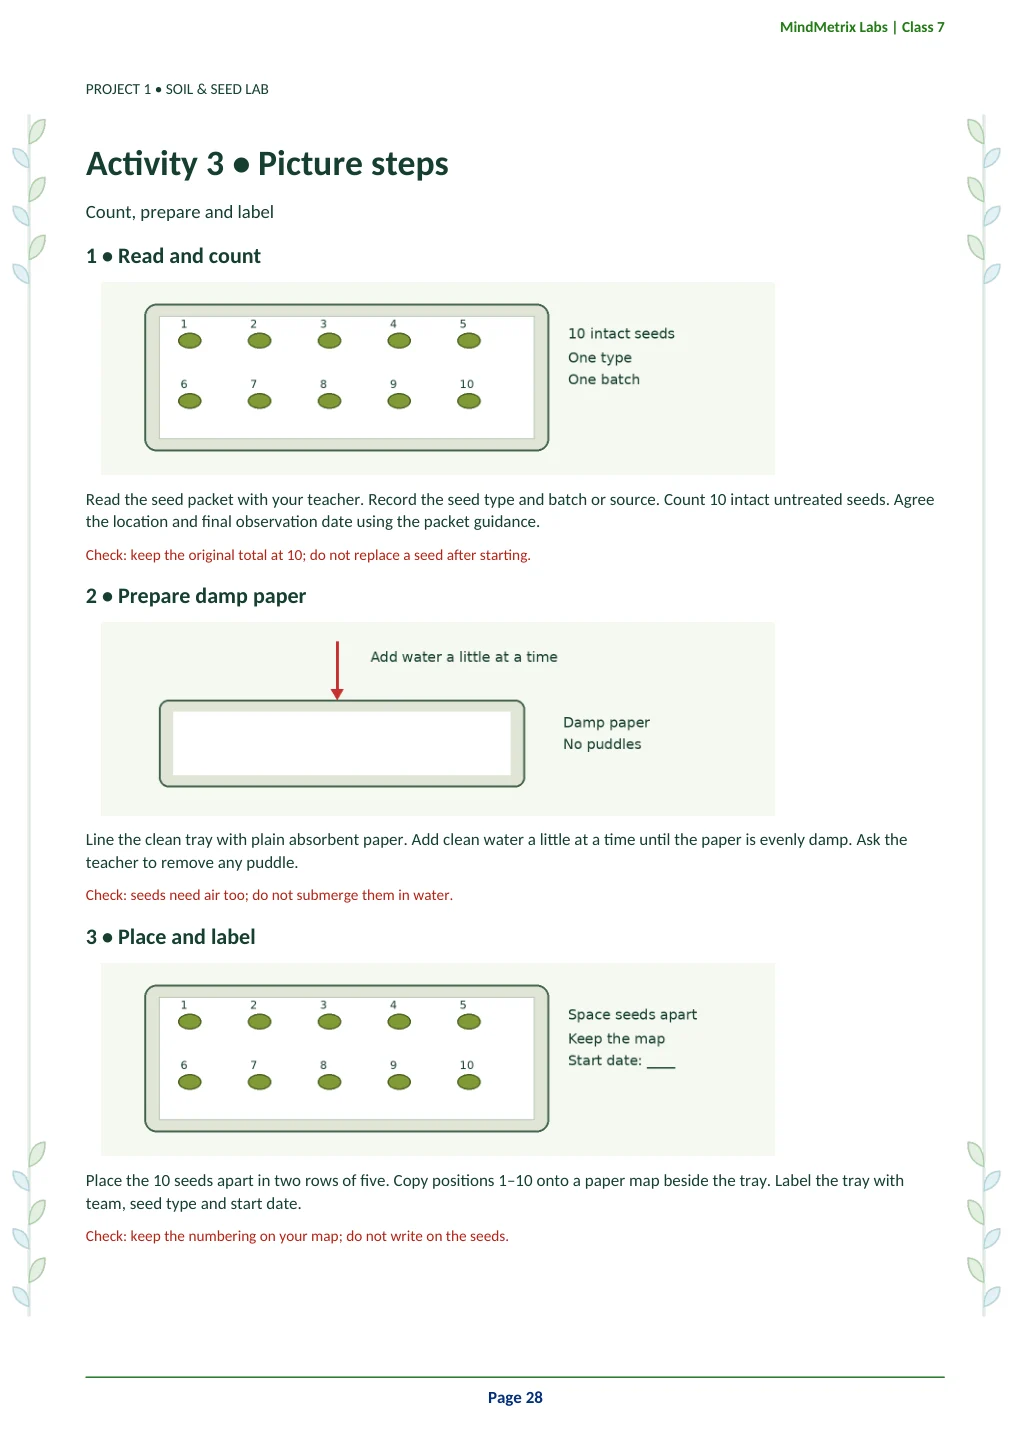 MindMetrix Labs | Class 7
PROJECT 1 ● SOIL & SEED LAB
Activity 3 ● Picture steps
Count, prepare and label
1 ● Read and count
1 2 3 4 5
10 intact seeds
One type
One batch
6 7 8 9 10
Read the seed packet with your teacher. Record the seed type and batch or source. Count 10 intact untreated seeds. Agree
the location and final observation date using the packet guidance.
Check: keep the original total at 10; do not replace a seed after starting.
2 ● Prepare damp paper
Add water a little at a time
Damp paper
No puddles
Line the clean tray with plain absorbent paper. Add clean water a little at a time until the paper is evenly damp. Ask the
teacher to remove any puddle.
Check: seeds need air too; do not submerge them in water.
3 ● Place and label
1 2 3 4 5
Space seeds apart
Keep the map
Start date: ____
6 7 8 9 10
Place the 10 seeds apart in two rows of five. Copy positions 1–10 onto a paper map beside the tray. Label the tray with
team, seed type and start date.
Check: keep the numbering on your map; do not write on the seeds.
Page 28